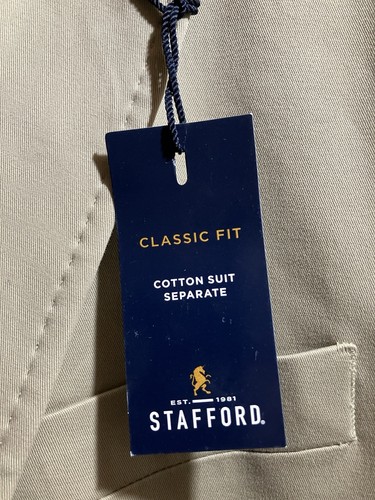 CLASSIC FIT
COTTON SUIT
SEPARATE
EST. 1981
STAFFORD®